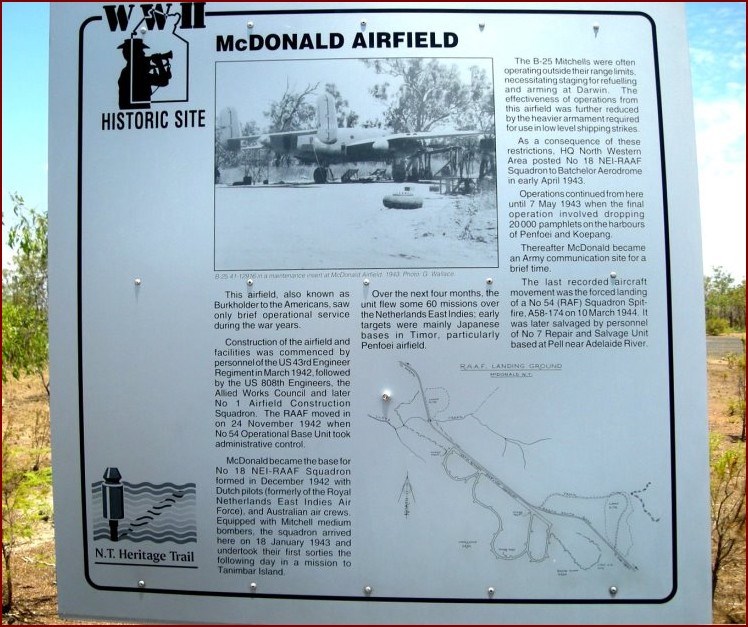 WWII
HISTORIC SITE
McDONALD AIRFIELD
B-25 41-12936 in a maintenance insert at McDonald Airfield, 1943. Photo: G. Wallace
This airfield, also known as
Burkholder to the Americans, saw
only brief operational service
during the war years.
Construction of the airfield and
facilities was commenced by
personnel of the US 43rd Engineer
Regiment in March 1942, followed
by the US 808th Engineers, the
Allied Works Council and later
No 1 Airfield Construction
Squadron. The RAAF moved in
on 24 November 1942 when
No 54 Operational Base Unit took
administrative control.
McDonald became the base for
No 18 NEI-RAAF Squadron
formed in December 1942 with
Dutch pilots (formerly of the Royal
Netherlands East Indies Air
Force), and Australian air crews.
Equipped with Mitchell medium
bombers, the squadron arrived
here on 18 January 1943 and
undertook their first sorties the
following day in a mission to
Tanimbar Island.
Over the next four months, the
unit flew some 60 missions over
the Netherlands East Indies; early
targets were mainly Japanese
bases in Timor, particularly
Penfoei airfield.
The B-25 Mitchells were often
operating outside their range limits,
necessitating staging for refuelling
and arming at Darwin. The
effectiveness of operations from
this airfield was further reduced
by the heavier armament required
for use in low level shipping strikes.
As a consequence of these
restrictions, HQ North Western
Area posted No 18 NEI-RAAF
Squadron to Batchelor Aerodrome
in early April 1943.
Operations continued from here
until 7 May 1943 when the final
operation involved dropping
20 000 pamphlets on the harbours
of Penfoei and Koepang.
Thereafter McDonald became
an Army communication site for a
brief time.
The last recorded aircraft
movement was the forced landing
of a No 54 (RAF) Squadron Spit-
fire, A58-174 on 10 March 1944. It
was later salvaged by personnel
of No 7 Repair and Salvage Unit
based at Pell near Adelaide River.
R.A.A.F. LANDING GROUND
McDONALD N.T.
N.T. Heritage Trail